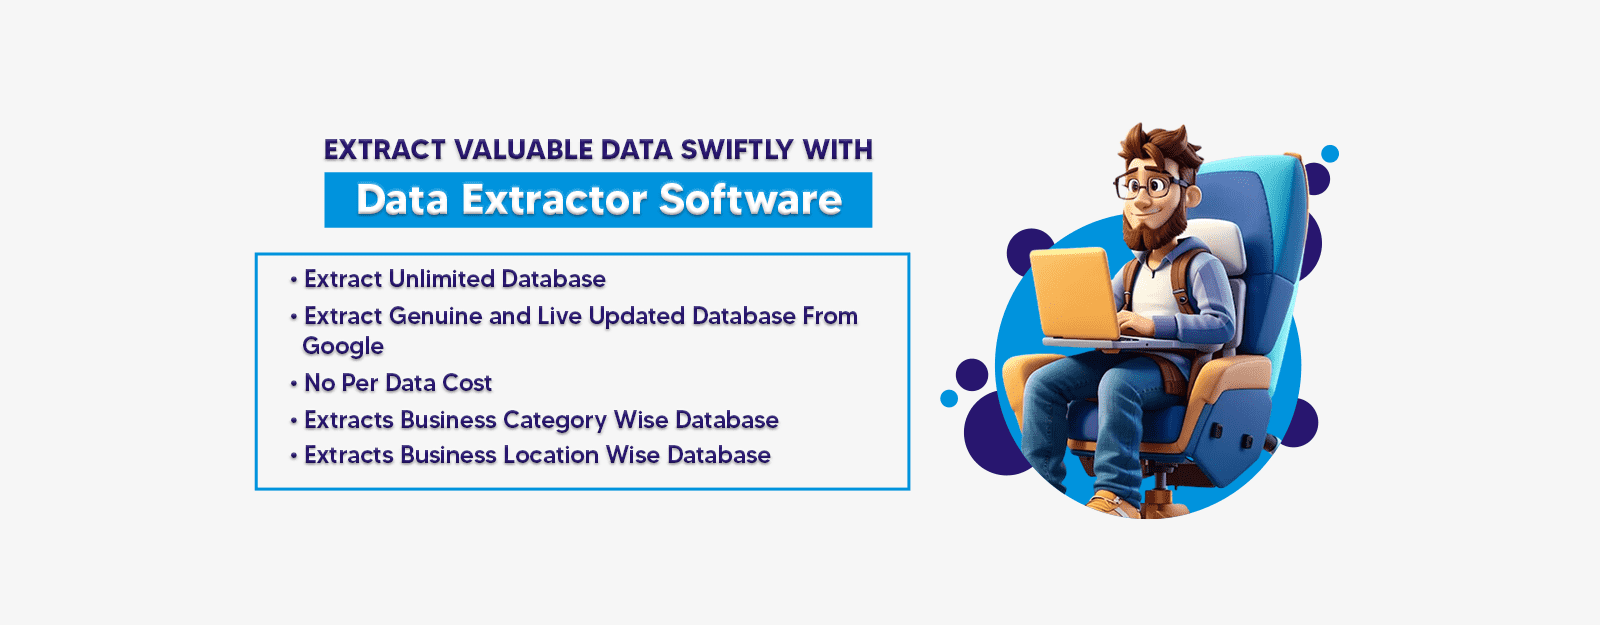 EXTRACT VALUABLE DATA SWIFTLY WITH
Data Extractor Software
• Extract Unlimited Database
• Extract Genuine and Live Updated Database From
Google
• No Per Data Cost
• Extracts Business Category Wise Database
• Extracts Business Location Wise Database